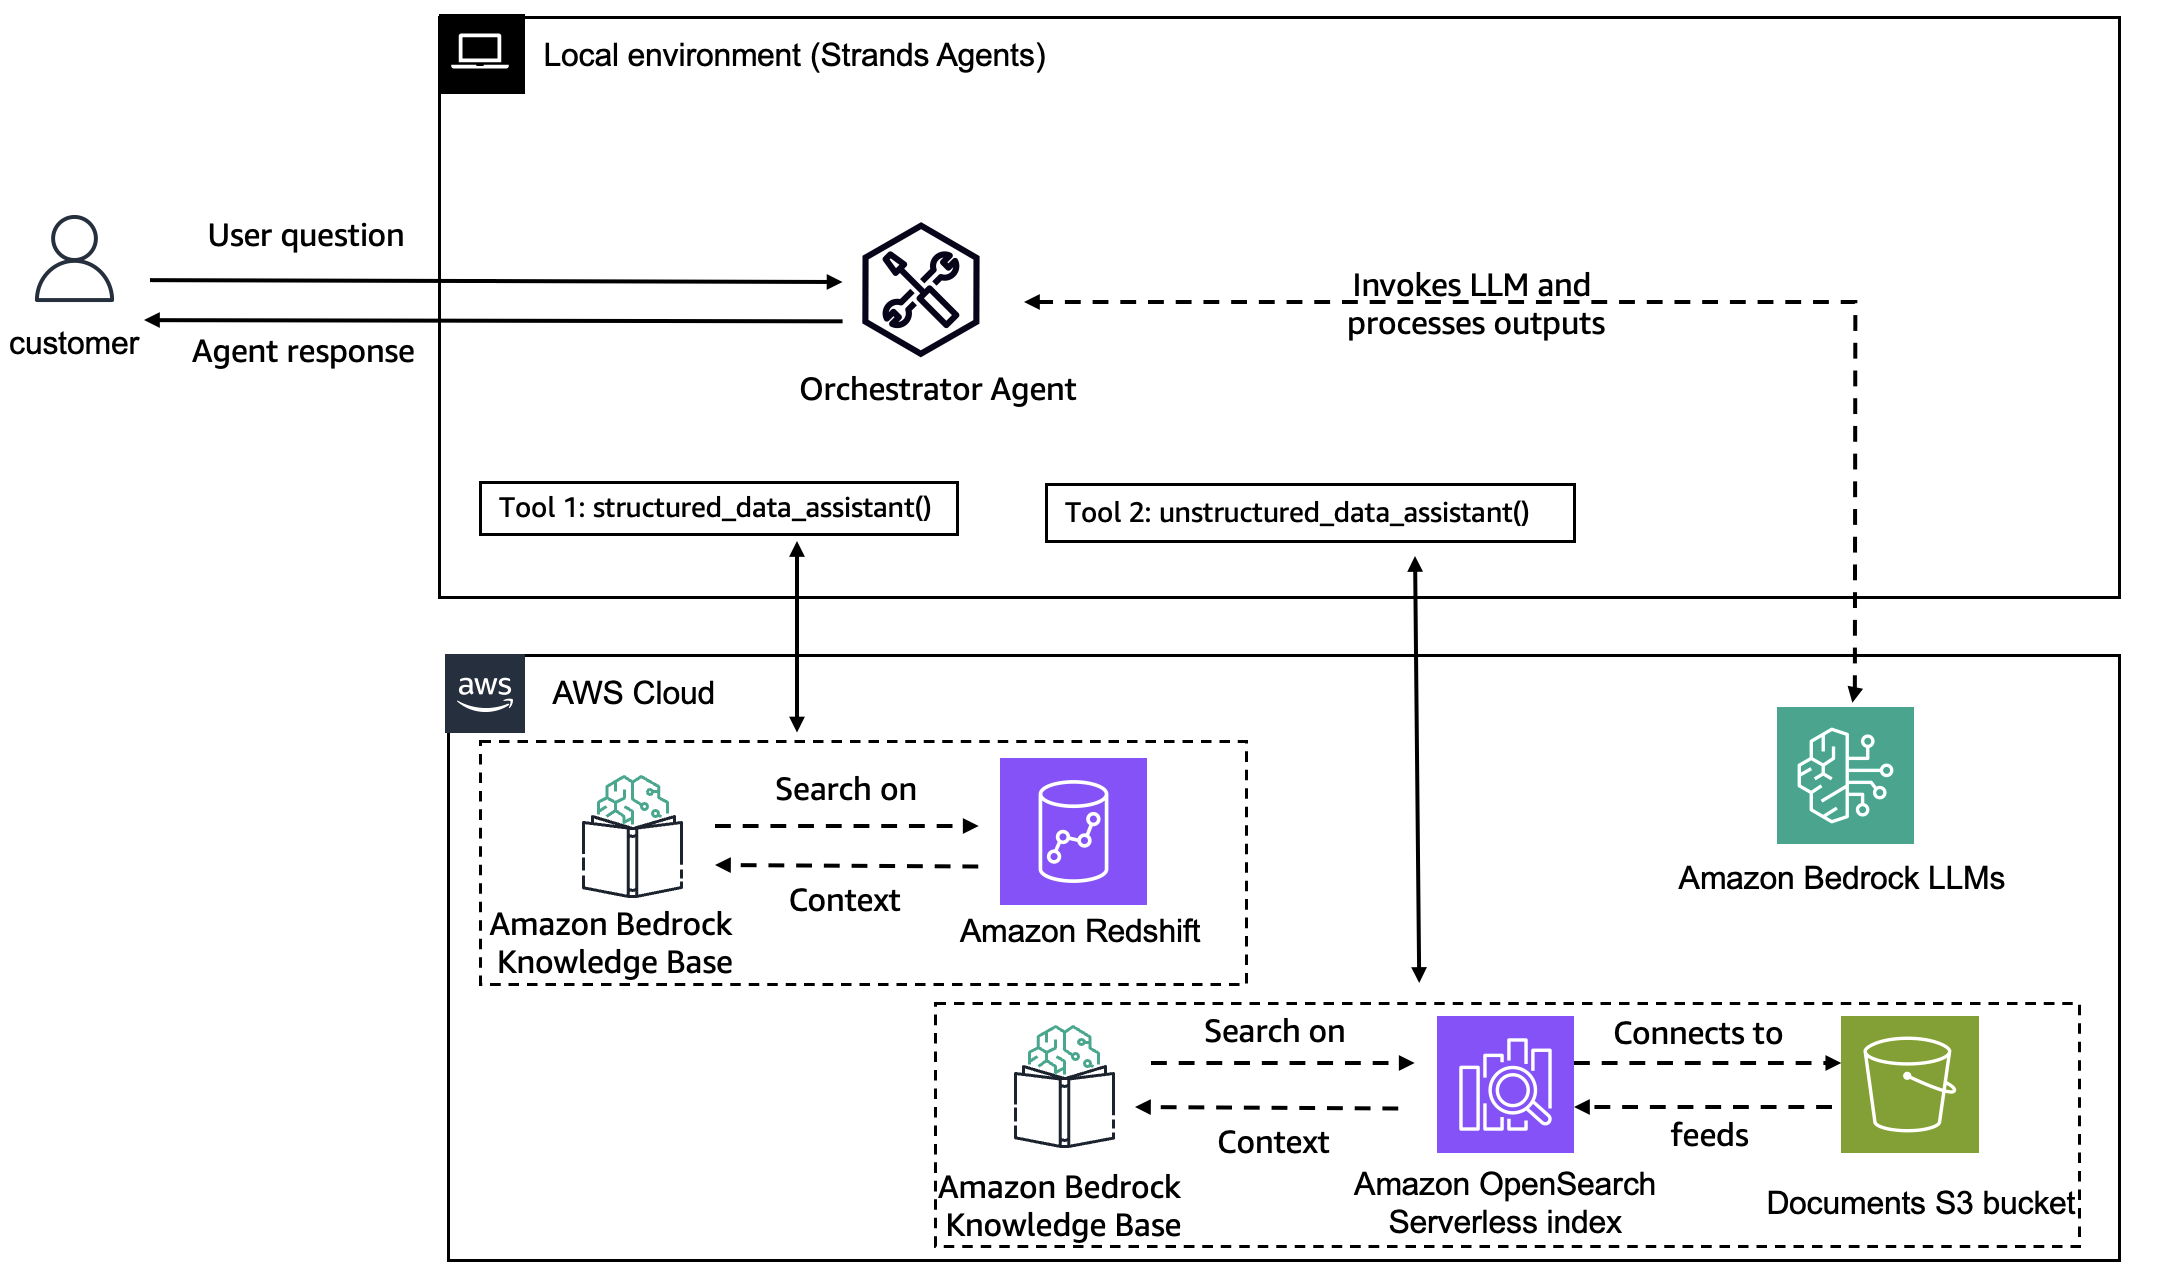 Local environment (Strands Agents)
User question
customer
Agent response
Orchestrator Agent
Invokes LLM and
processes outputs
Tool 1: structured_data_assistant()
Tool 2: unstructured_data_assistant()
aws
AWS Cloud
Search on
Context
Amazon Bedrock
Knowledge Base
Amazon Redshift
Amazon Bedrock LLMs
Search on
Context
Connects to
feeds
Amazon Bedrock
Knowledge Base
Amazon OpenSearch
Serverless index
Documents S3 bucket